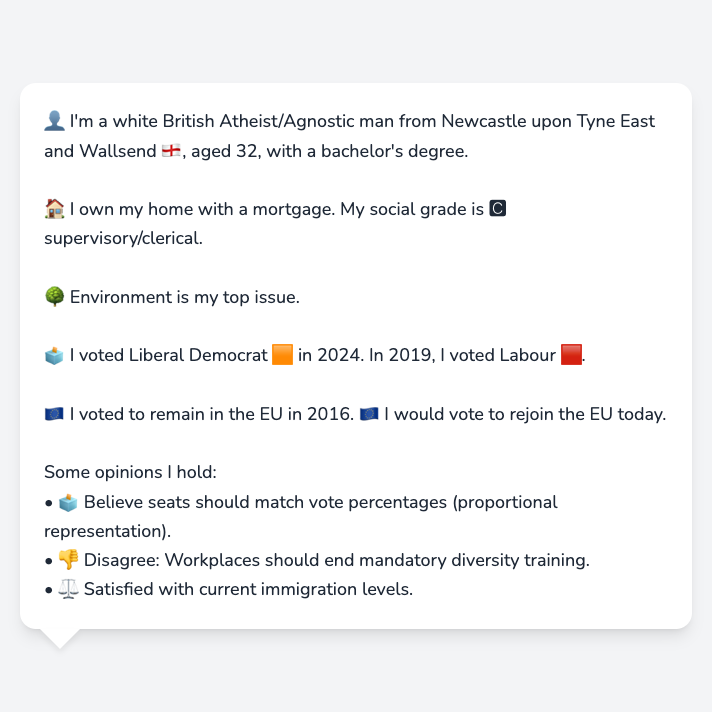 👤 I'm a white British Atheist/Agnostic man from Newcastle upon Tyne East
and Wallsend 🏴󠁧󠁢󠁥󠁮󠁧󠁿, aged 32, with a bachelor's degree.
🏠 I own my home with a mortgage. My social grade is 🅲
supervisory/clerical.
🌳 Environment is my top issue.
🗳️ I voted Liberal Democrat 🟧 in 2024. In 2019, I voted Labour 🟥.
🇪🇺 I voted to remain in the EU in 2016. 🇪🇺 I would vote to rejoin the EU today.
Some opinions I hold:
• 🗳️ Believe seats should match vote percentages (proportional
representation).
• 👎 Disagree: Workplaces should end mandatory diversity training.
• ⚖️ Satisfied with current immigration levels.